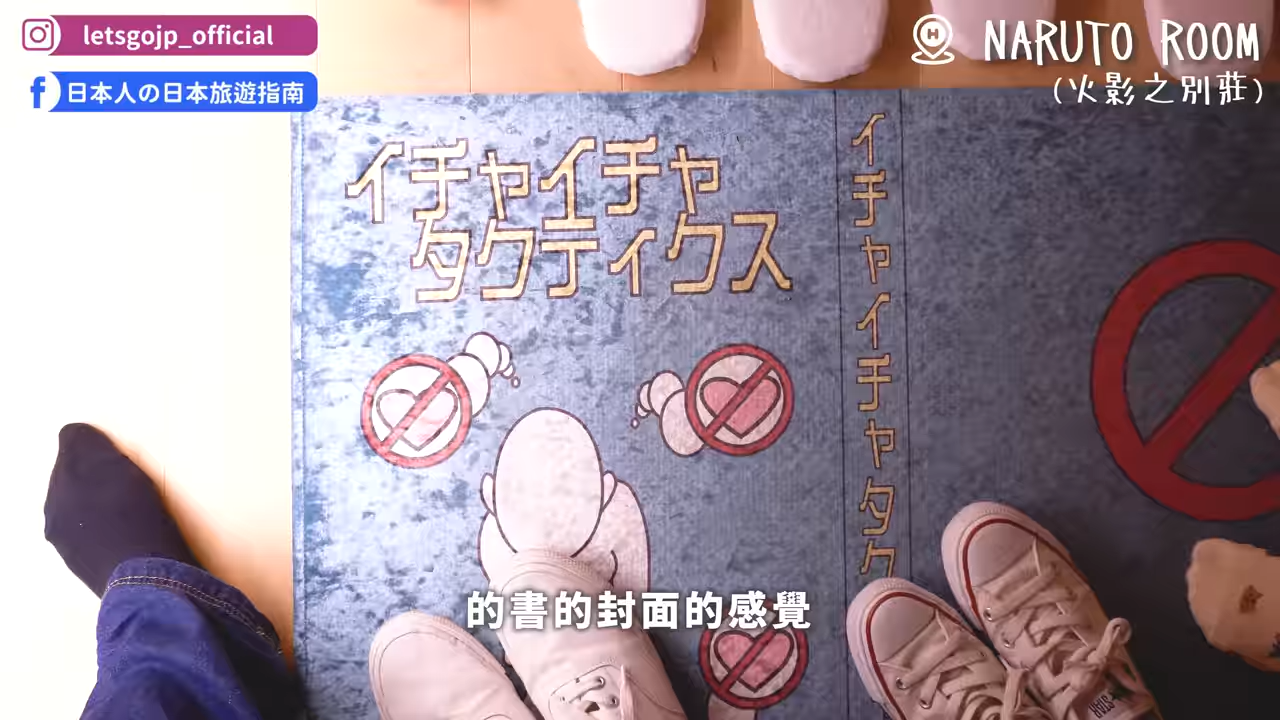 letsgojp_official
日本人の日本旅遊指南
NARUTO ROOM
(火影之別莊)
イチャイチャ
タクティクス
イチャイチャタク
的書的封面的感覺